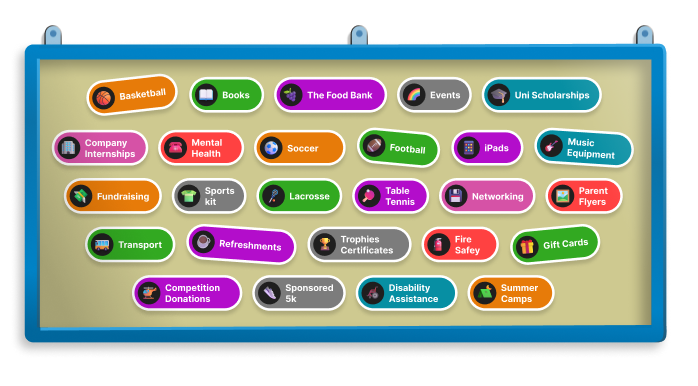 Basketball
Books
The Food Bank
Events
Uni Scholarships
Company
Internships
Mental
Health
Soccer
Football
iPads
Music
Equipment
Fundraising
Sports
kit
Lacrosse
Table
Tennis
Networking
Parent
Flyers
Transport
Refreshments
Trophies
Certificates
Fire
Safey
Gift Cards
Competition
Donations
Sponsored
5k
Disability
Assistance
Summer
Camps